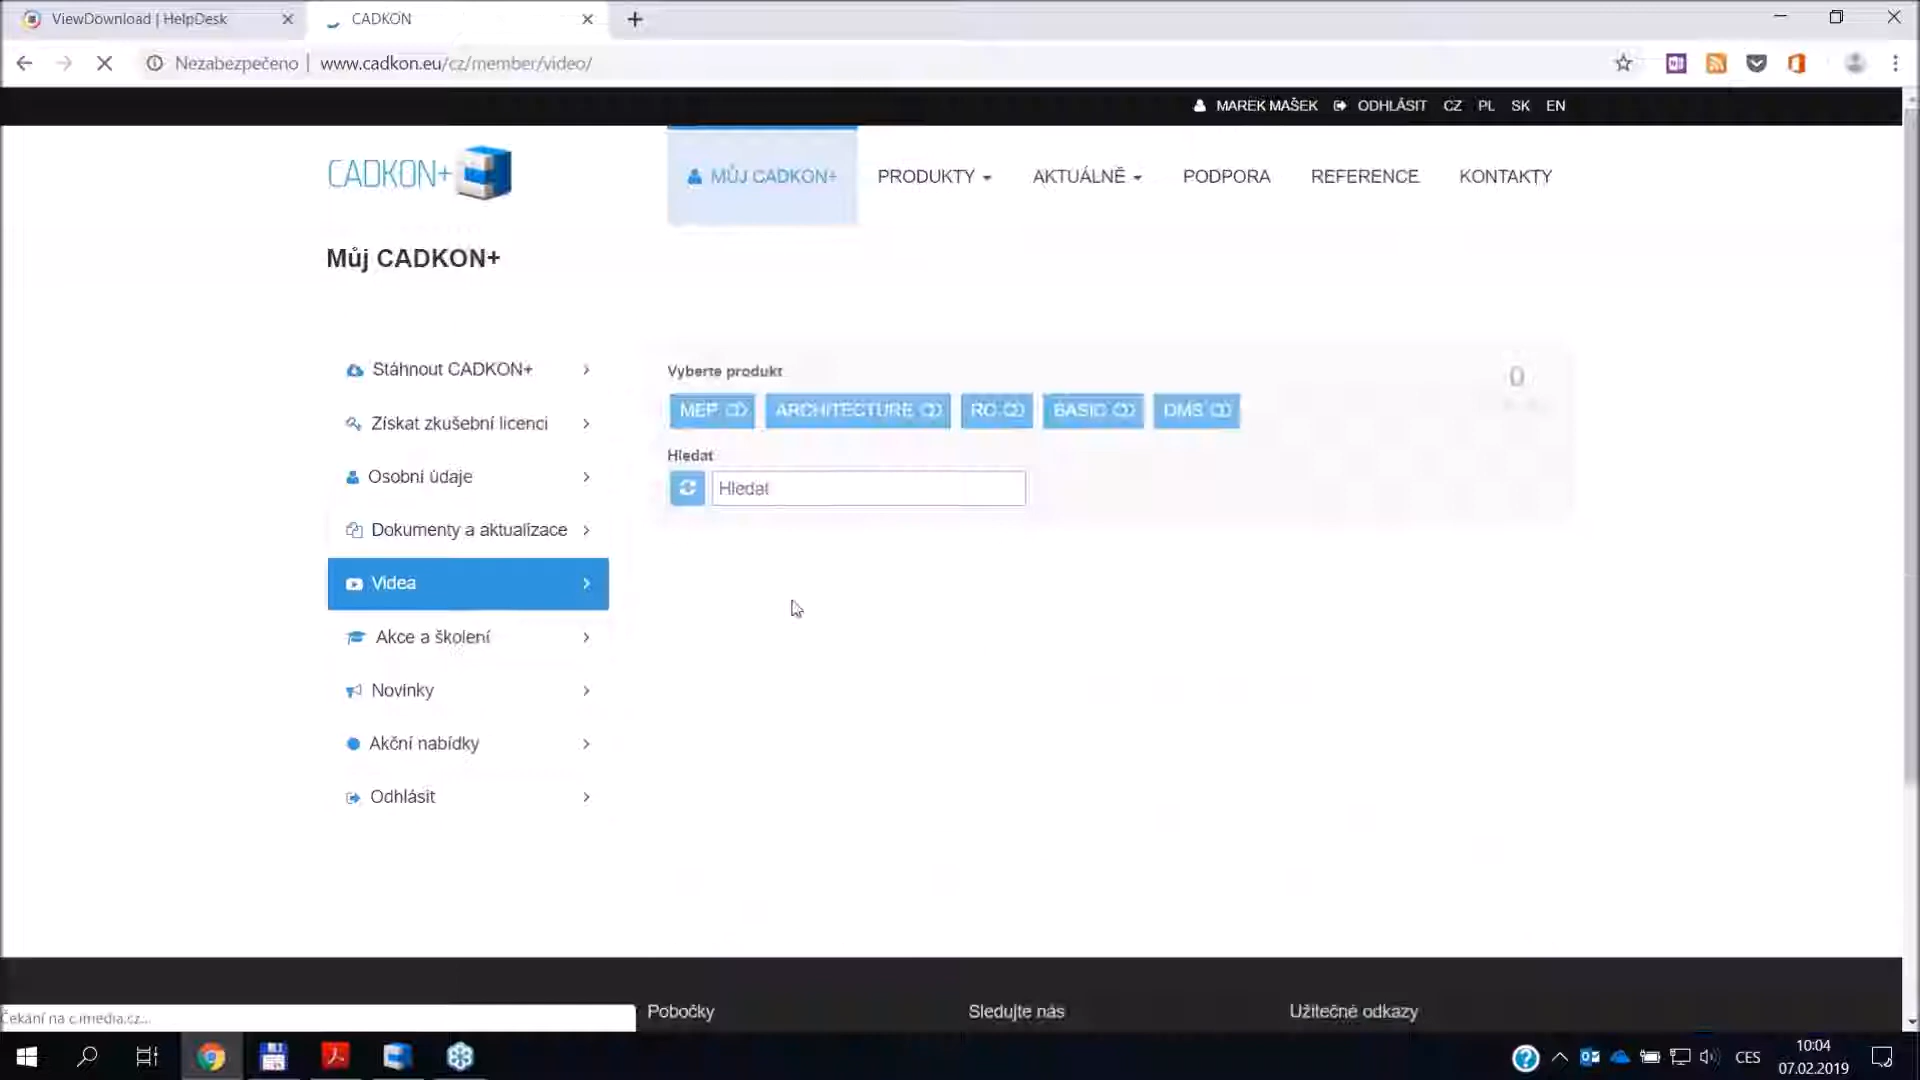 ViewDownload | HelpDesk
CADKON
Nezabezpečeno | www.cadkon.eu/cz/member/video/
MAREK MAŠEK ODHLÁSIT CZ PL SK EN
CADKON+
MŮJ CADKON+ PRODUKTY AKTUÁLNĚ PODPORA REFERENCE KONTAKTY
Můj CADKON+
Stáhnout CADKON+
Získat zkušební licenci
Osobní údaje
Dokumenty a aktualizace
Videa
Akce a školení
Novinky
Akční nabídky
Odhlásit
Vyberte produkt
0
MEP ARCHITECTURE RC BASIC DMS
Hledat
Hledat
Pobočky Sledujte nás Užitečné odkazy
Čekání na c.imedia.cz...
CES
10:04
07.02.2019